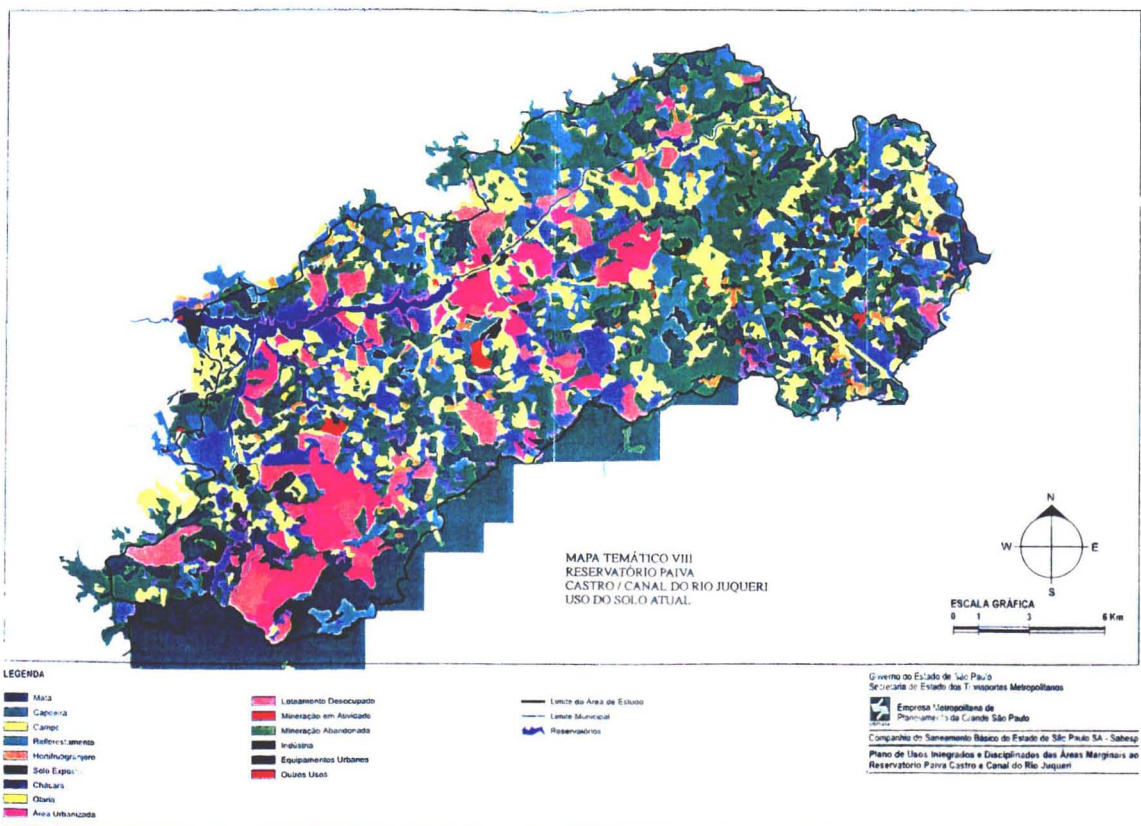 MAPA TEMÁTICO VIII
RESERVATÓRIO PAIVA
CASTRO / CANAL DO RIO JUQUERI
USO DO SOLO ATUAL
N
W
E
S
ESCALA GRÁFICA
0 1 3 6 Km
LEGENDA
Mata
Capoeira
Campo
Reflorestamento
Hortifrutigranjeiro
Solo Exposto
Chácara
Olaria
Área Urbanizada
Loteamento Desocupado
Mineração em Atividade
Mineração Abandonada
Indústria
Equipamentos Urbanos
Outros Usos
Limite da Área de Estudo
Limite Municipal
Reservatórios
Governo do Estado de São Paulo
Secretaria de Estado dos Transportes Metropolitanos
Empresa Metropolitana de
Planejamento da Grande São Paulo
Companhia de Saneamento Básico do Estado de São Paulo SA - Sabesp
Plano de Usos Integrados e Disciplinados das Áreas Marginais ao
Reservatório Paiva Castro e Canal do Rio Juqueri